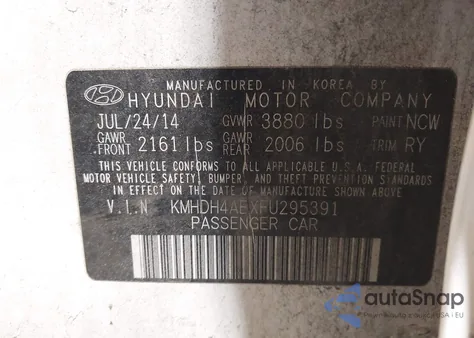 MANUFACTURED IN KOREA BY
HYUNDAI MOTOR COMPANY
JUL/24/14 GVWR 3880 lbs PAINT NCW
GAWR FRONT 2161 lbs GAWR REAR 2006 lbs TRIM RY
THIS VEHICLE CONFORMS TO ALL APPLICABLE U.S.A. FEDERAL
MOTOR VEHICLE SAFETY, BUMPER, AND THEFT PREVENTION
STANDARDS IN EFFECT ON THE DATE OF MANUFACTURE SHOWN ABOVE.
V.I.N KMHDH4AEXFU295391
PASSENGER CAR
autoSnap